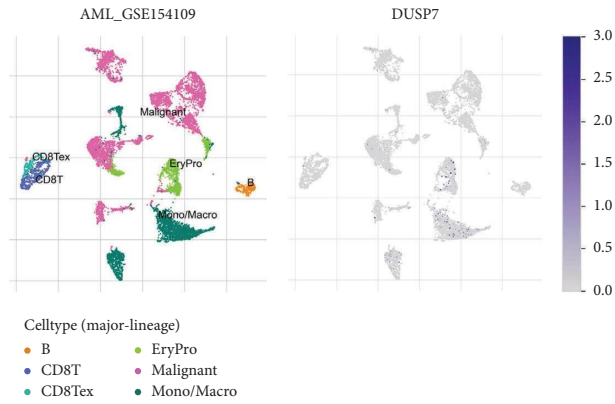 AML_GSE154109
DUSP7
Malignant
CD8Tex
CD8T
EryPro
B
Mono/Macro
3.0
2.5
2.0
1.5
1.0
0.5
0.0
Celltype (major-lineage)
B
EryPro
CD8T
Malignant
CD8Tex
Mono/Macro